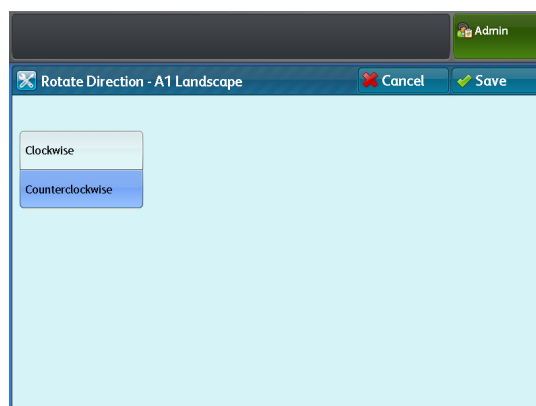 Admin
Rotate Direction - A1 Landscape
Cancel
Save
Clockwise
Counterclockwise